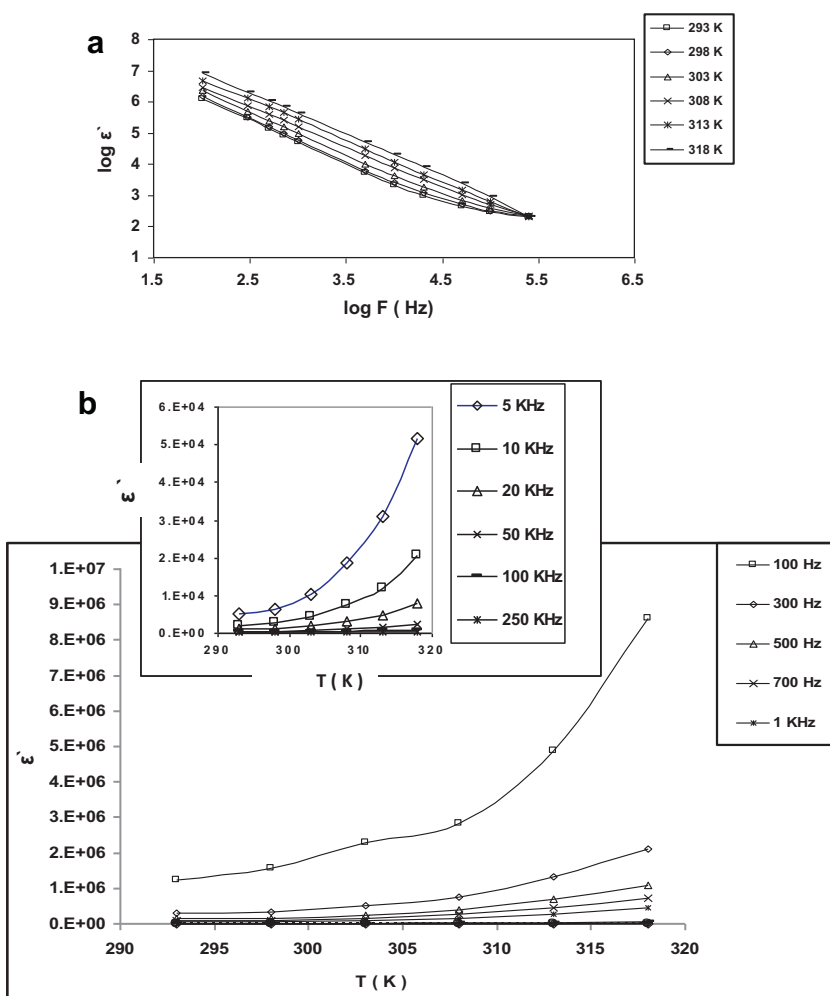 a
8
7
6
5
4
3
2
1
log ε`
1.5 2.5 3.5 4.5 5.5 6.5
log F ( Hz)
293 K
298 K
303 K
308 K
313 K
318 K
b
6.E+04
5.E+04
4.E+04
3.E+04
2.E+04
1.E+04
0.E+00
ε`
290 300 310 320
T ( K )
5 KHz
10 KHz
20 KHz
50 KHz
100 KHz
250 KHz
1.E+07
9.E+06
8.E+06
7.E+06
6.E+06
5.E+06
4.E+06
3.E+06
2.E+06
1.E+06
0.E+00
ε`
290 295 300 305 310 315 320
T ( K )
100 Hz
300 Hz
500 Hz
700 Hz
1 KHz